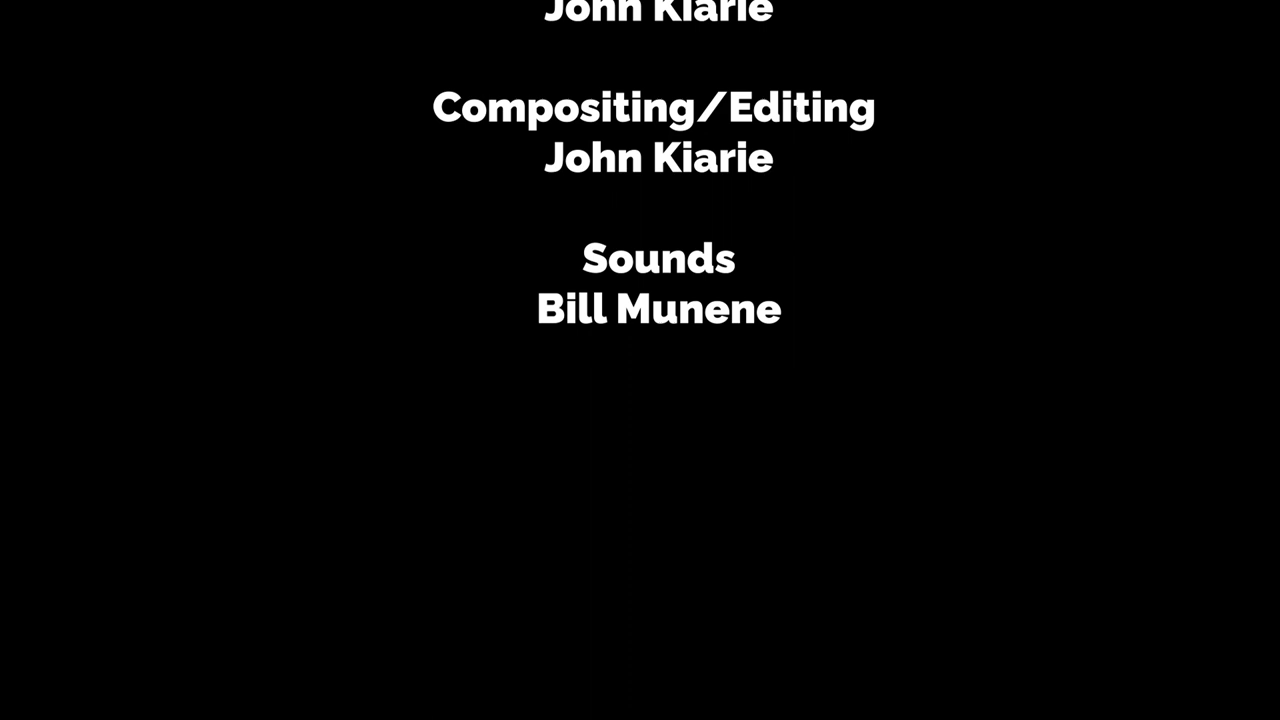 John Kiarie
Compositing/Editing
John Kiarie
Sounds
Bill Munene